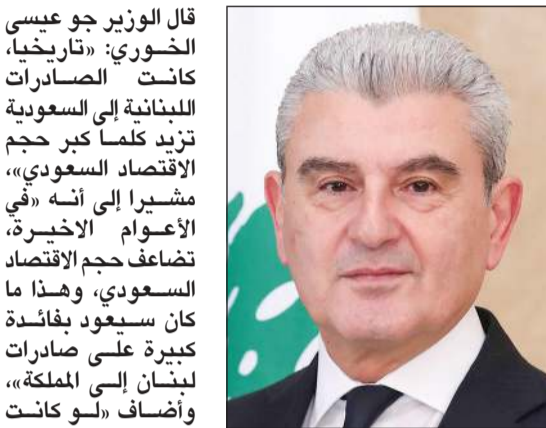 قال الوزير جو عيسى
الخوري: «تاريخيا،
كانت الصادرات
اللبنانية إلى السعودية
تزيد كلما كبر حجم
الاقتصاد السعودي»،
مشيرا إلى أنه «في
الأعوام الاخيرة،
تضاعف حجم الاقتصاد
السعودي، وهذا ما
كان سيعود بفائدة
كبيرة على صادرات
لبنان إلى المملكة»،
وأضاف «لو كانت